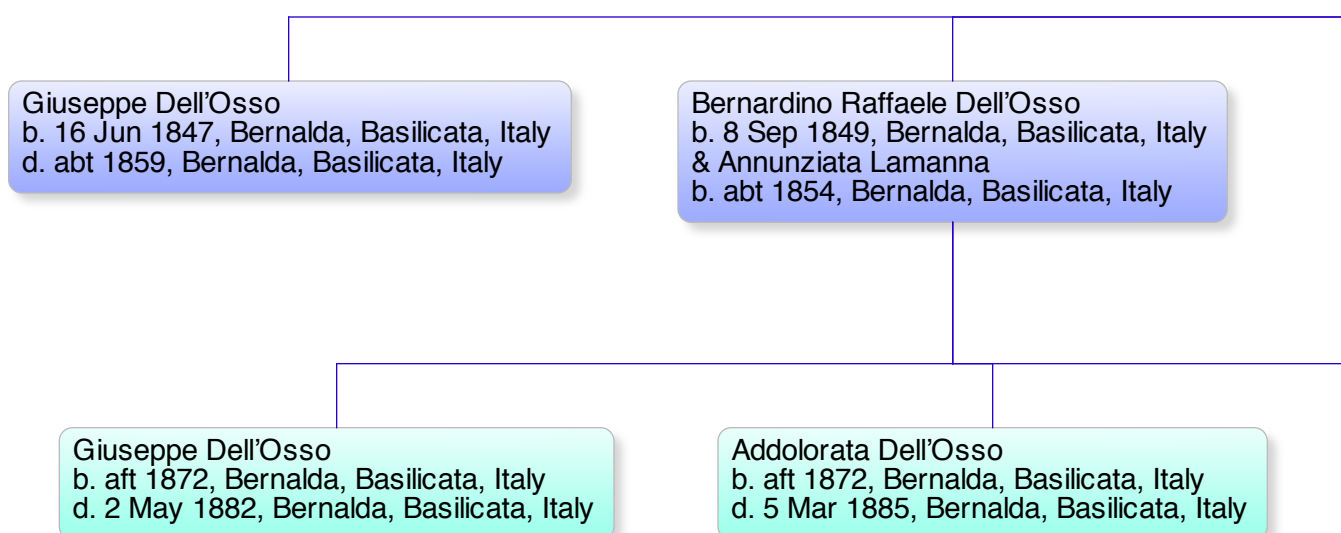 Giuseppe Dell’Osso
b. 16 Jun 1847, Bernalda, Basilicata, Italy
d. abt 1859, Bernalda, Basilicata, Italy
Bernardino Raffaele Dell’Osso
b. 8 Sep 1849, Bernalda, Basilicata, Italy
& Annunziata Lamanna
b. abt 1854, Bernalda, Basilicata, Italy
Giuseppe Dell’Osso
b. aft 1872, Bernalda, Basilicata, Italy
d. 2 May 1882, Bernalda, Basilicata, Italy
Addolorata Dell’Osso
b. aft 1872, Bernalda, Basilicata, Italy
d. 5 Mar 1885, Bernalda, Basilicata, Italy